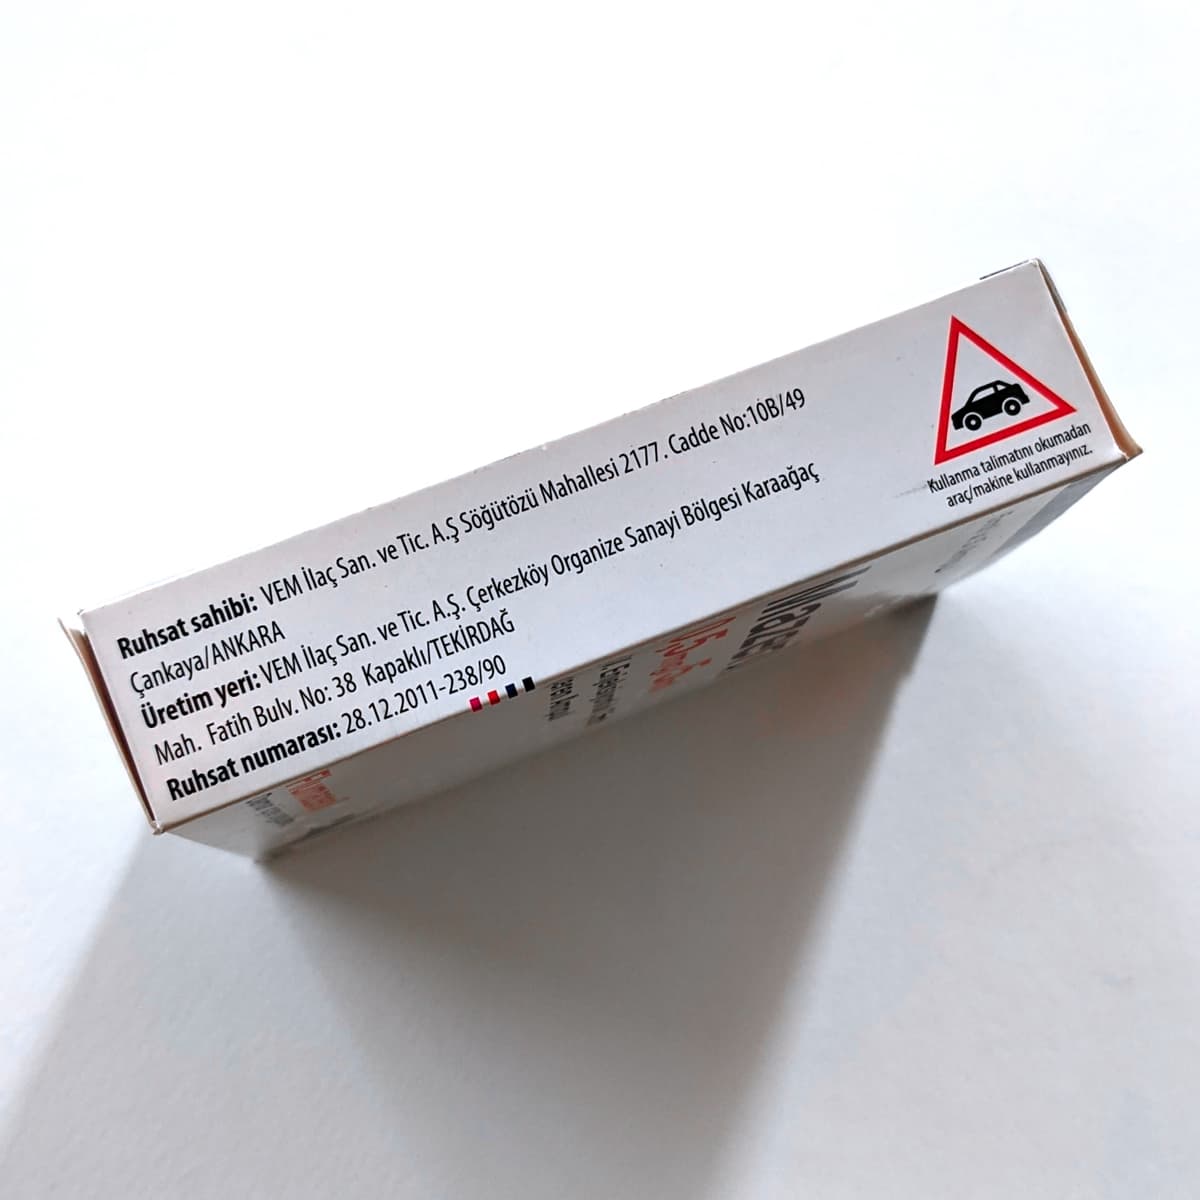 Ruhsat sahibi: VEM İlaç San. ve Tic. A.Ş Söğütözü Mahallesi 2177. Cadde No:10B/49
Çankaya/ANKARA
Üretim yeri: VEM İlaç San. ve Tic. A.Ş. Çerkezköy Organize Sanayi Bölgesi Karaağaç
Mah. Fatih Bulv. No: 38 Kapaklı/TEKİRDAĞ
Ruhsat numarası: 28.12.2011-238/90
Kullanma talimatını okumadan
araç/makine kullanmayınız.